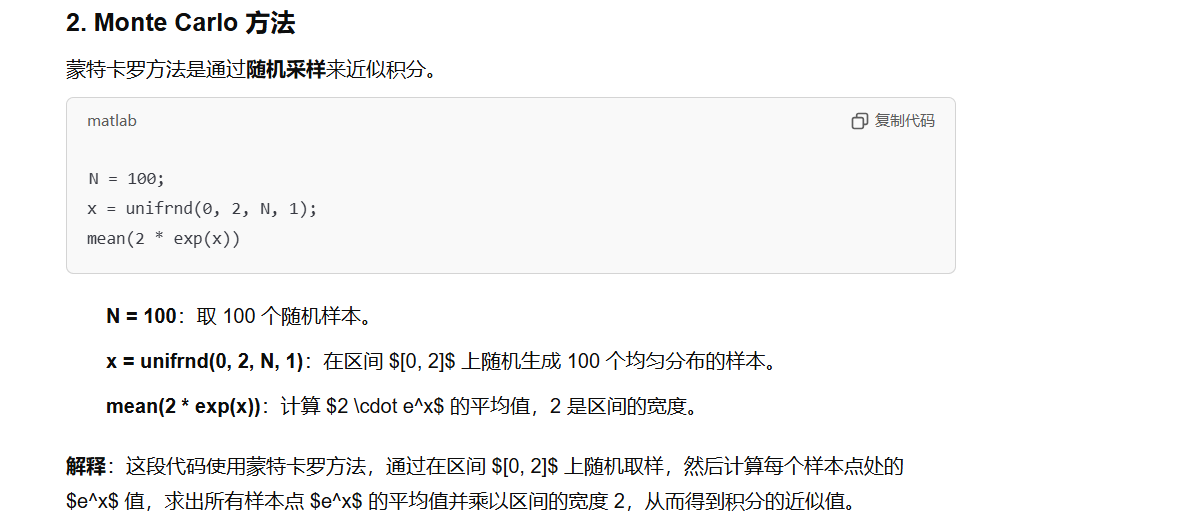 2. Monte Carlo 方法
蒙特卡罗方法是通过随机采样来近似积分。
matlab
复制代码
N = 100;
x = unifrnd(0, 2, N, 1);
mean(2 * exp(x))
N = 100：取 100 个随机样本。
x = unifrnd(0, 2, N, 1)：在区间 $[0, 2]$ 上随机生成 100 个均匀分布的样本。
mean(2 * exp(x))：计算 $2 \cdot e^x$ 的平均值，2 是区间的宽度。
解释：这段代码使用蒙特卡罗方法，通过在区间 $[0, 2]$ 上随机取样，然后计算每个样本点处的
$e^x$ 值，求出所有样本点 $e^x$ 的平均值并乘以区间的宽度 2，从而得到积分的近似值。